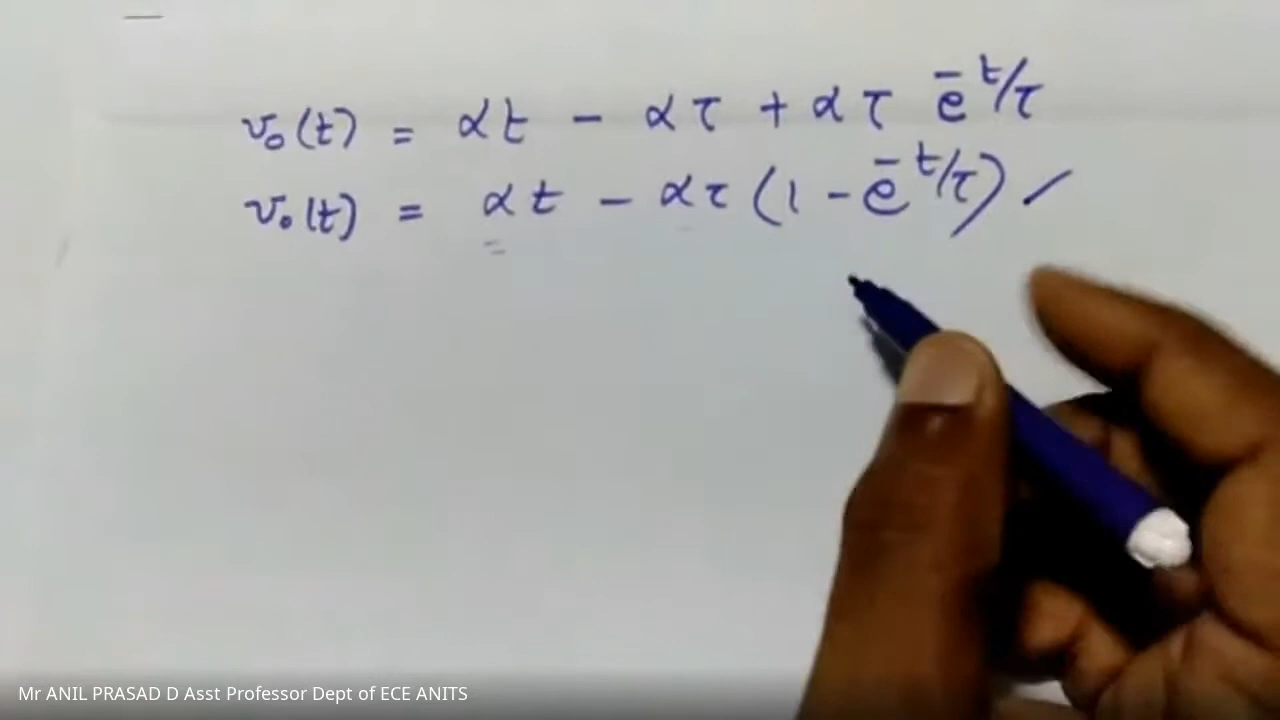 v₀(t) = αt - ατ + ατ e^-t/τ
v₀(t) = αt - ατ (1 - e^-t/τ)
Mr ANIL PRASAD D Asst Professor Dept of ECE ANITS